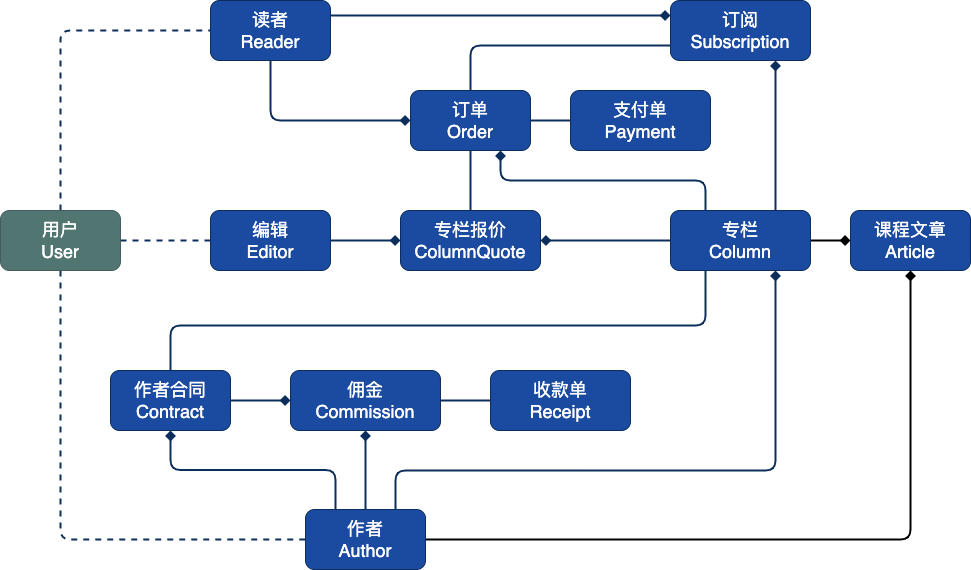 读者
Reader
订阅
Subscription
订单
Order
支付单
Payment
用户
User
编辑
Editor
专栏报价
ColumnQuote
专栏
Column
课程文章
Article
作者合同
Contract
佣金
Commission
收款单
Receipt
作者
Author